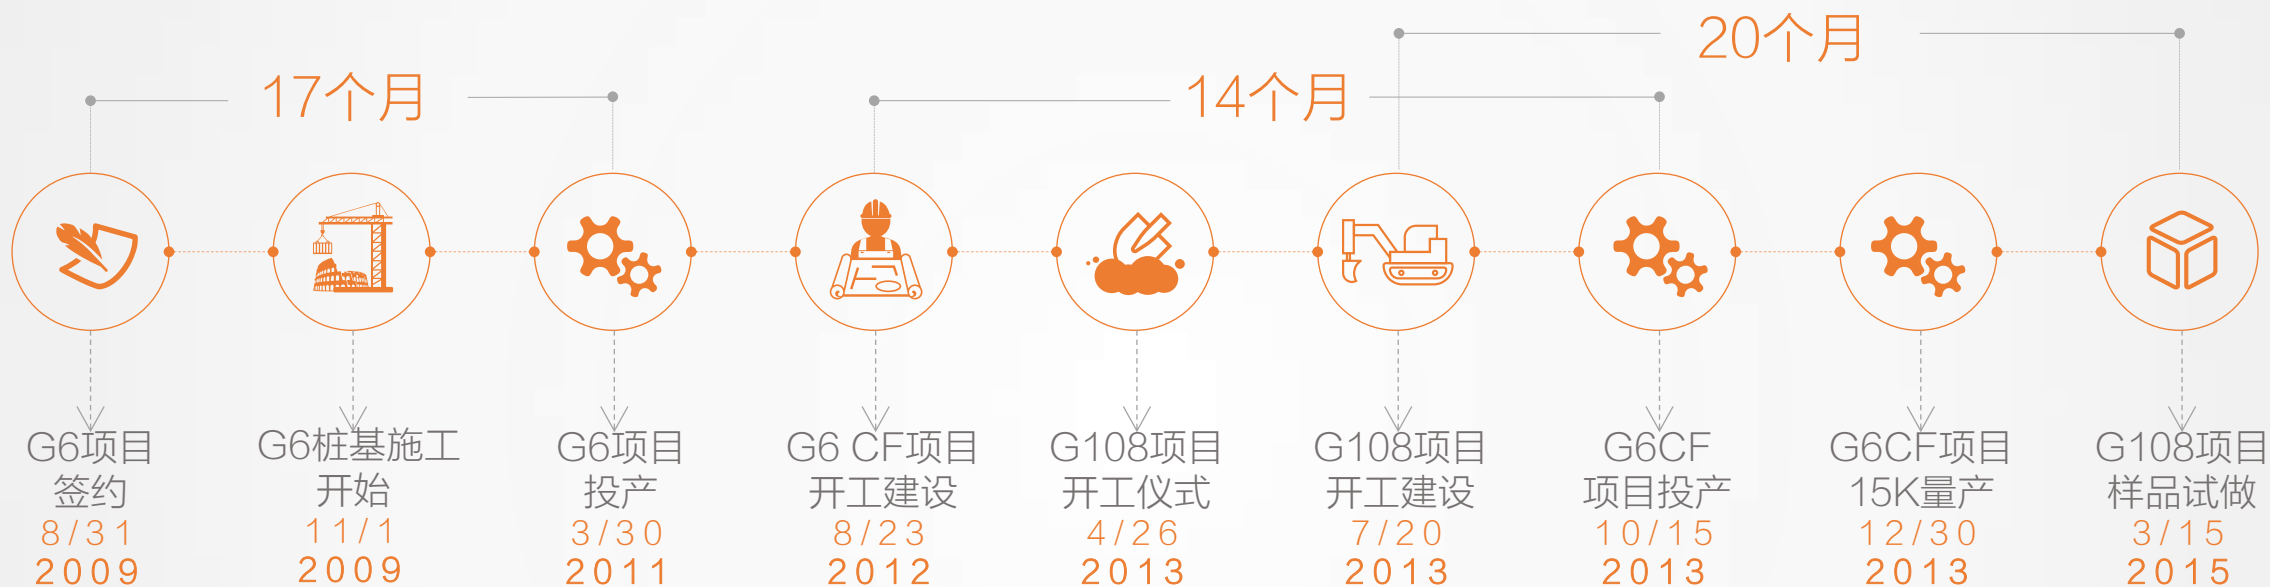 17个月
14个月
20个月
G6项目
签约
8/31
2009
G6桩基施工
开始
11/1
2009
G6项目
投产
3/30
2011
G6 CF项目
开工建设
8/23
2012
G108项目
开工仪式
4/26
2013
G108项目
开工建设
7/20
2013
G6CF
项目投产
10/15
2013
G6CF项目
15K量产
12/30
2013
G108项目
样品试做
3/15
2015